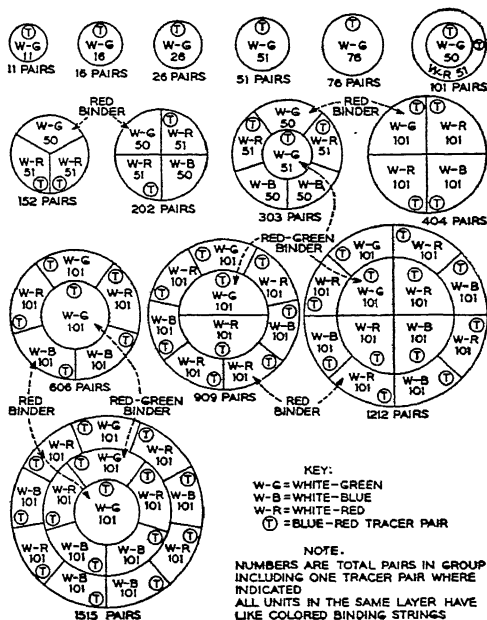 T T T T T T
W-G W-G W-G W-G W-G W-G
11 16 26 51 76 50
W-R 51
T
11 PAIRS 16 PAIRS 26 PAIRS 51 PAIRS 76 PAIRS 101 PAIRS
RED BINDER
RED BINDER
W-G 50
W-R 51
W-R 51
T T
152 PAIRS
W-G 50
T
W-R 51
W-R 51
T
W-B 50
202 PAIRS
W-G 50
T
W-R 51
T
W-R 51
T
W-G 51
W-B 50
W-B 50
303 PAIRS
T T
W-G 101
W-R 101
W-R 101
W-B 101
T T
404 PAIRS
RED-GREEN BINDER
T
W-G 101
W-R 101
W-R 101
T
W-G 101
W-B 101
W-B 101
606 PAIRS
W-G 101
W-R 101
W-R 101
T
W-G 101
W-R 101
T
W-B 101
W-B 101
W-R 101
W-R 101
909 PAIRS
W-G 101
W-R 101
W-R 101
W-B 101
W-G 101
W-B 101
W-R 101
W-B 101
W-B 101
W-R 101
W-R 101
W-B 101
1212 PAIRS
RED BINDER
RED-GREEN BINDER
RED BINDER
W-G 101
W-R 101
W-R 101
W-G 101
W-B 101
W-R 101
W-R 101
W-B 101
T
W-G 101
W-R 101
W-B 101
W-B 101
W-R 101
W-B 101
W-B 101
1515 PAIRS
KEY:
W-G = WHITE-GREEN
W-B = WHITE-BLUE
W-R = WHITE-RED
T = BLUE-RED TRACER PAIR
NOTE.
NUMBERS ARE TOTAL PAIRS IN GROUP
INCLUDING ONE TRACER PAIR WHERE
INDICATED
ALL UNITS IN THE SAME LAYER HAVE
LIKE COLORED BINDING STRINGS